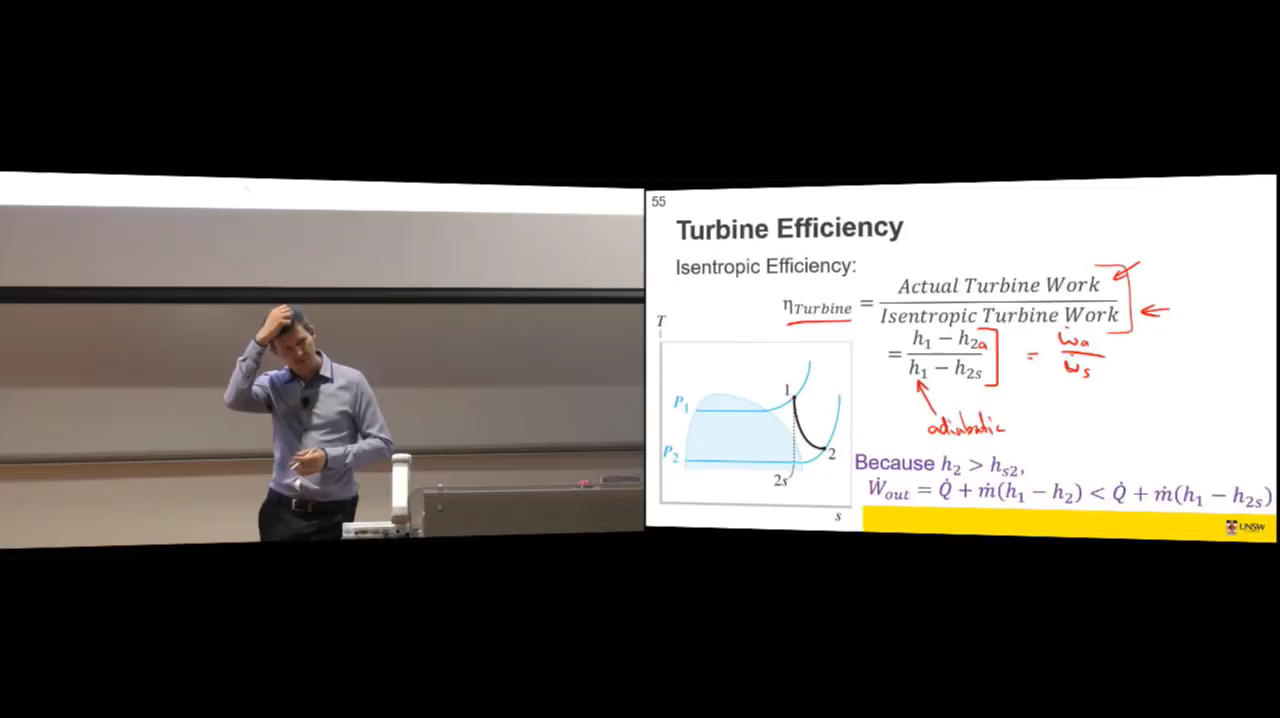 55
Turbine Efficiency
Isentropic Efficiency:
η_Turbine = Actual Turbine Work / Isentropic Turbine Work
= h₁ − h₂a / h₁ − h₂ₛ = ẇa / ẇs
adiabatic
T
P₁
P₂
1
2
2s
s
Because h₂ > hₛ₂,
Ẇₒᵤₜ = Q̇ + ṁ(h₁ − h₂) < Q̇ + ṁ(h₁ − h₂ₛ)
UNSW